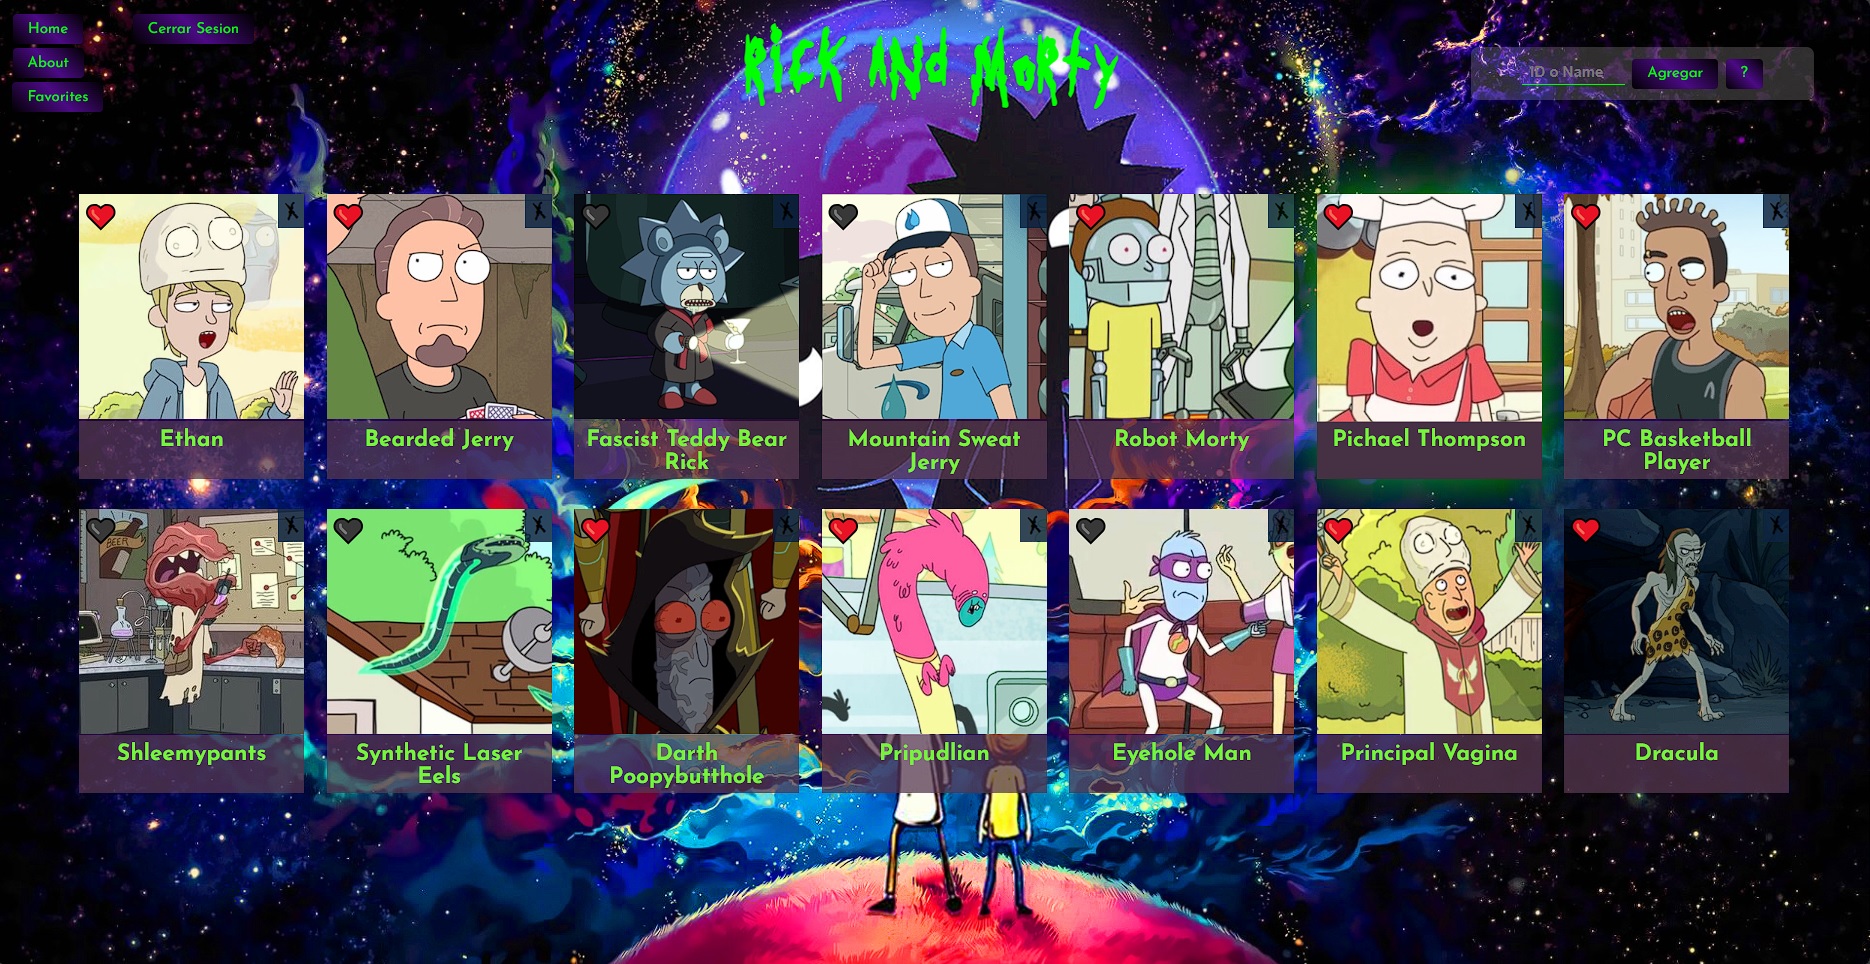 Home
Cerrar Sesion
About
Favorites
Rick and Morty
ID o Name
Agregar
?
X
X
X
X
X
X
X
Ethan
Bearded Jerry
Fascist Teddy Bear
Rick
Mountain Sweat
Jerry
Robot Morty
Pichael Thompson
PC Basketball
Player
BEER
X
X
X
X
X
X
X
Shleemypants
Synthetic Laser
Eels
Darth
Poopybutthole
Pripudlian
Eyehole Man
Principal Vagina
Dracula